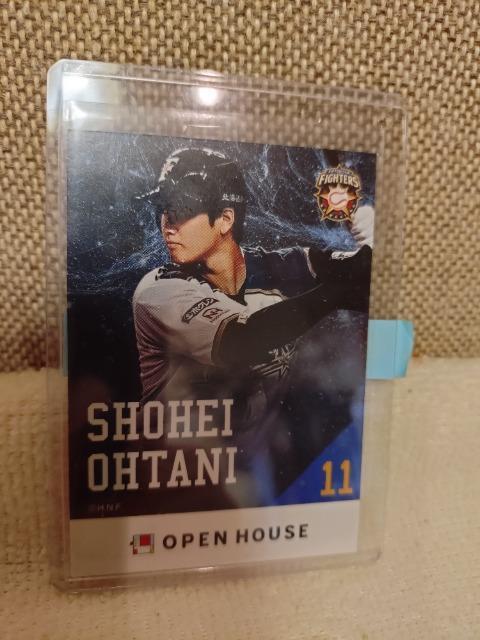 FIGHTERS
SHOHEI
OHTANI
11
©HNF
OPEN HOUSE